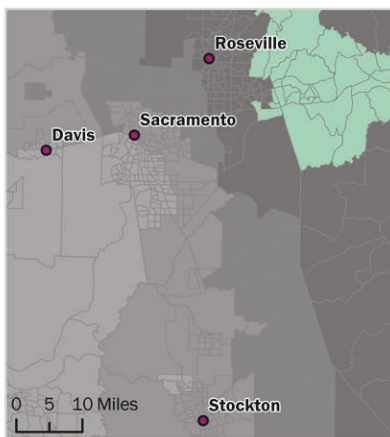 Roseville
Sacramento
Davis
0 5 10 Miles
Stockton